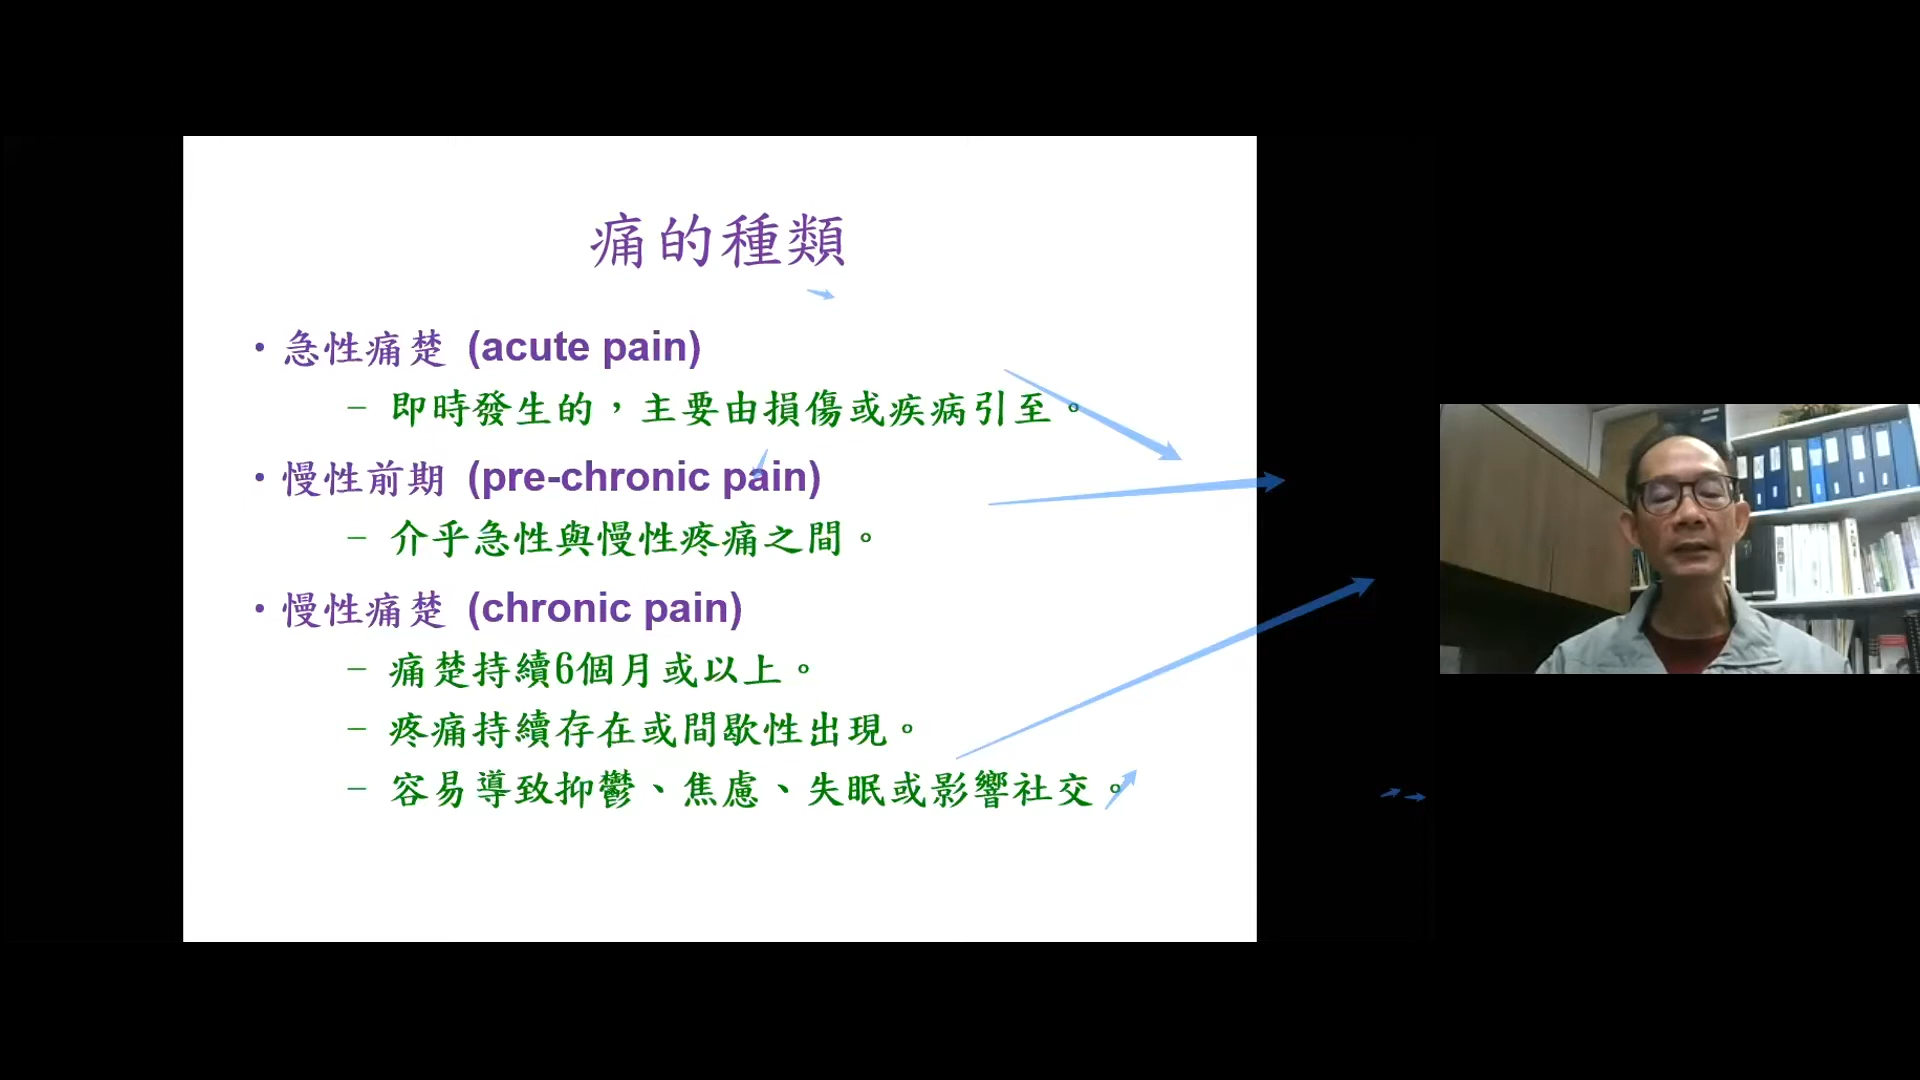 痛的種類
• 急性痛楚 (acute pain)
– 即時發生的，主要由損傷或疾病引至。
• 慢性前期 (pre-chronic pain)
– 介乎急性與慢性疼痛之間。
• 慢性痛楚 (chronic pain)
– 痛楚持續6個月或以上。
– 疼痛持續存在或間歇性出現。
– 容易導致抑鬱、焦慮、失眠或影響社交。